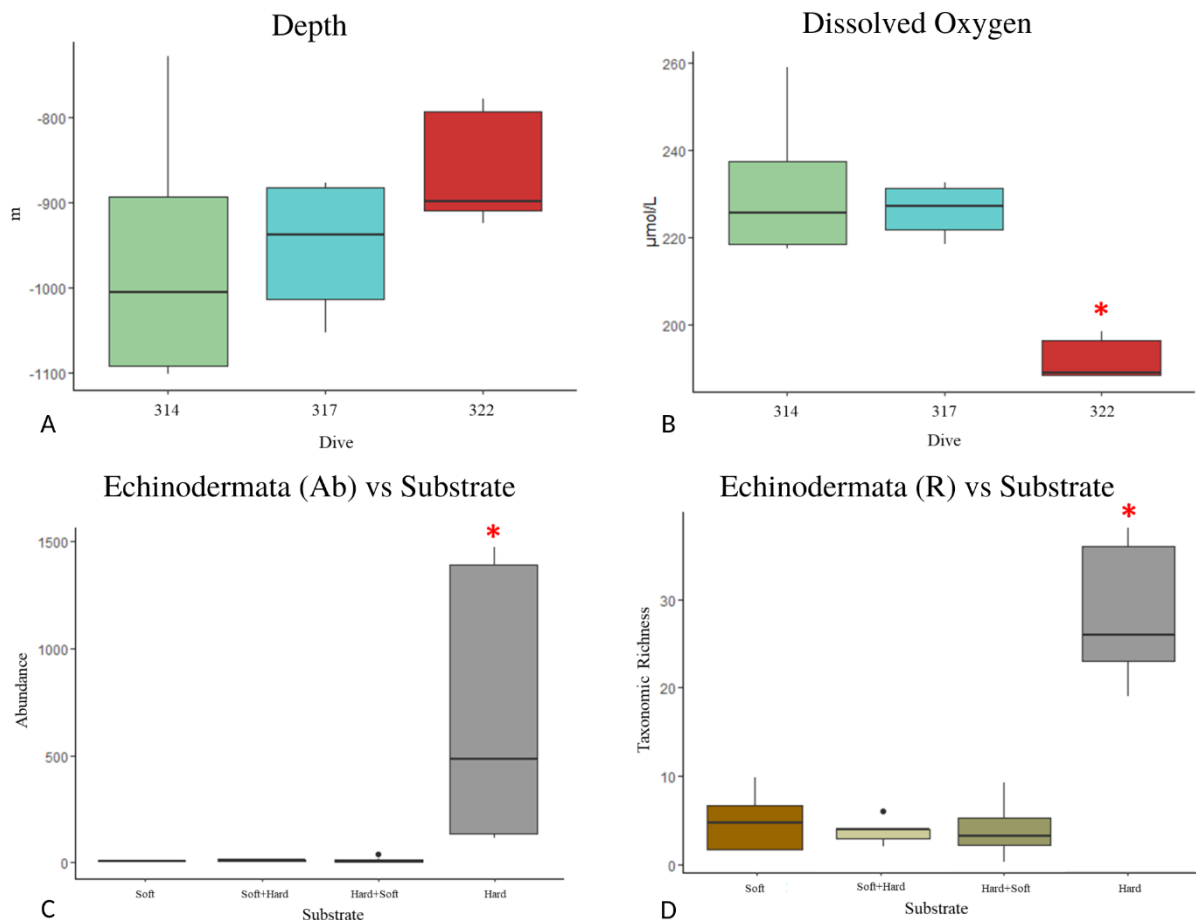 Depth
-800
-900
-1000
-1100
m
314 317 322
Dive
A
Dissolved Oxygen
260
240
220
200
µmol/L
*
314 317 322
Dive
B
Echinodermata (Ab) vs Substrate
1500
1000
500
0
Abundance
*
Soft Soft+Hard Hard+Soft Hard
Substrate
C
Echinodermata (R) vs Substrate
30
20
10
0
Taxonomic Richness
*
Soft Soft+Hard Hard+Soft Hard
Substrate
D